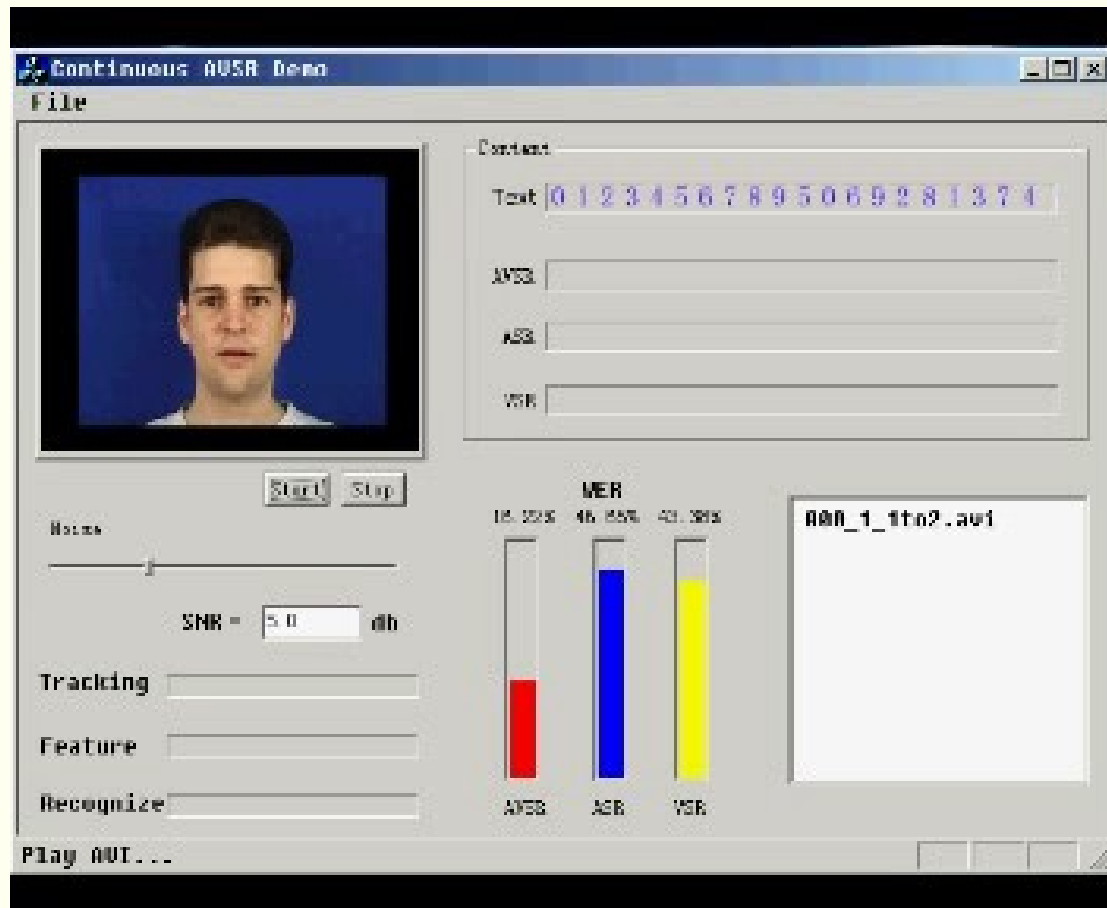 Continuous AVSR Demo
File
Content
Text 0 1 2 3 4 5 6 7 8 9 5 0 6 9 2 8 1 3 7 4
AVSR
ASR
VSR
Start Stop
WER
Noise
SNR = 5.0 db
Tracking
Feature
Recognize
AVSR ASR VSR
Play AVI...